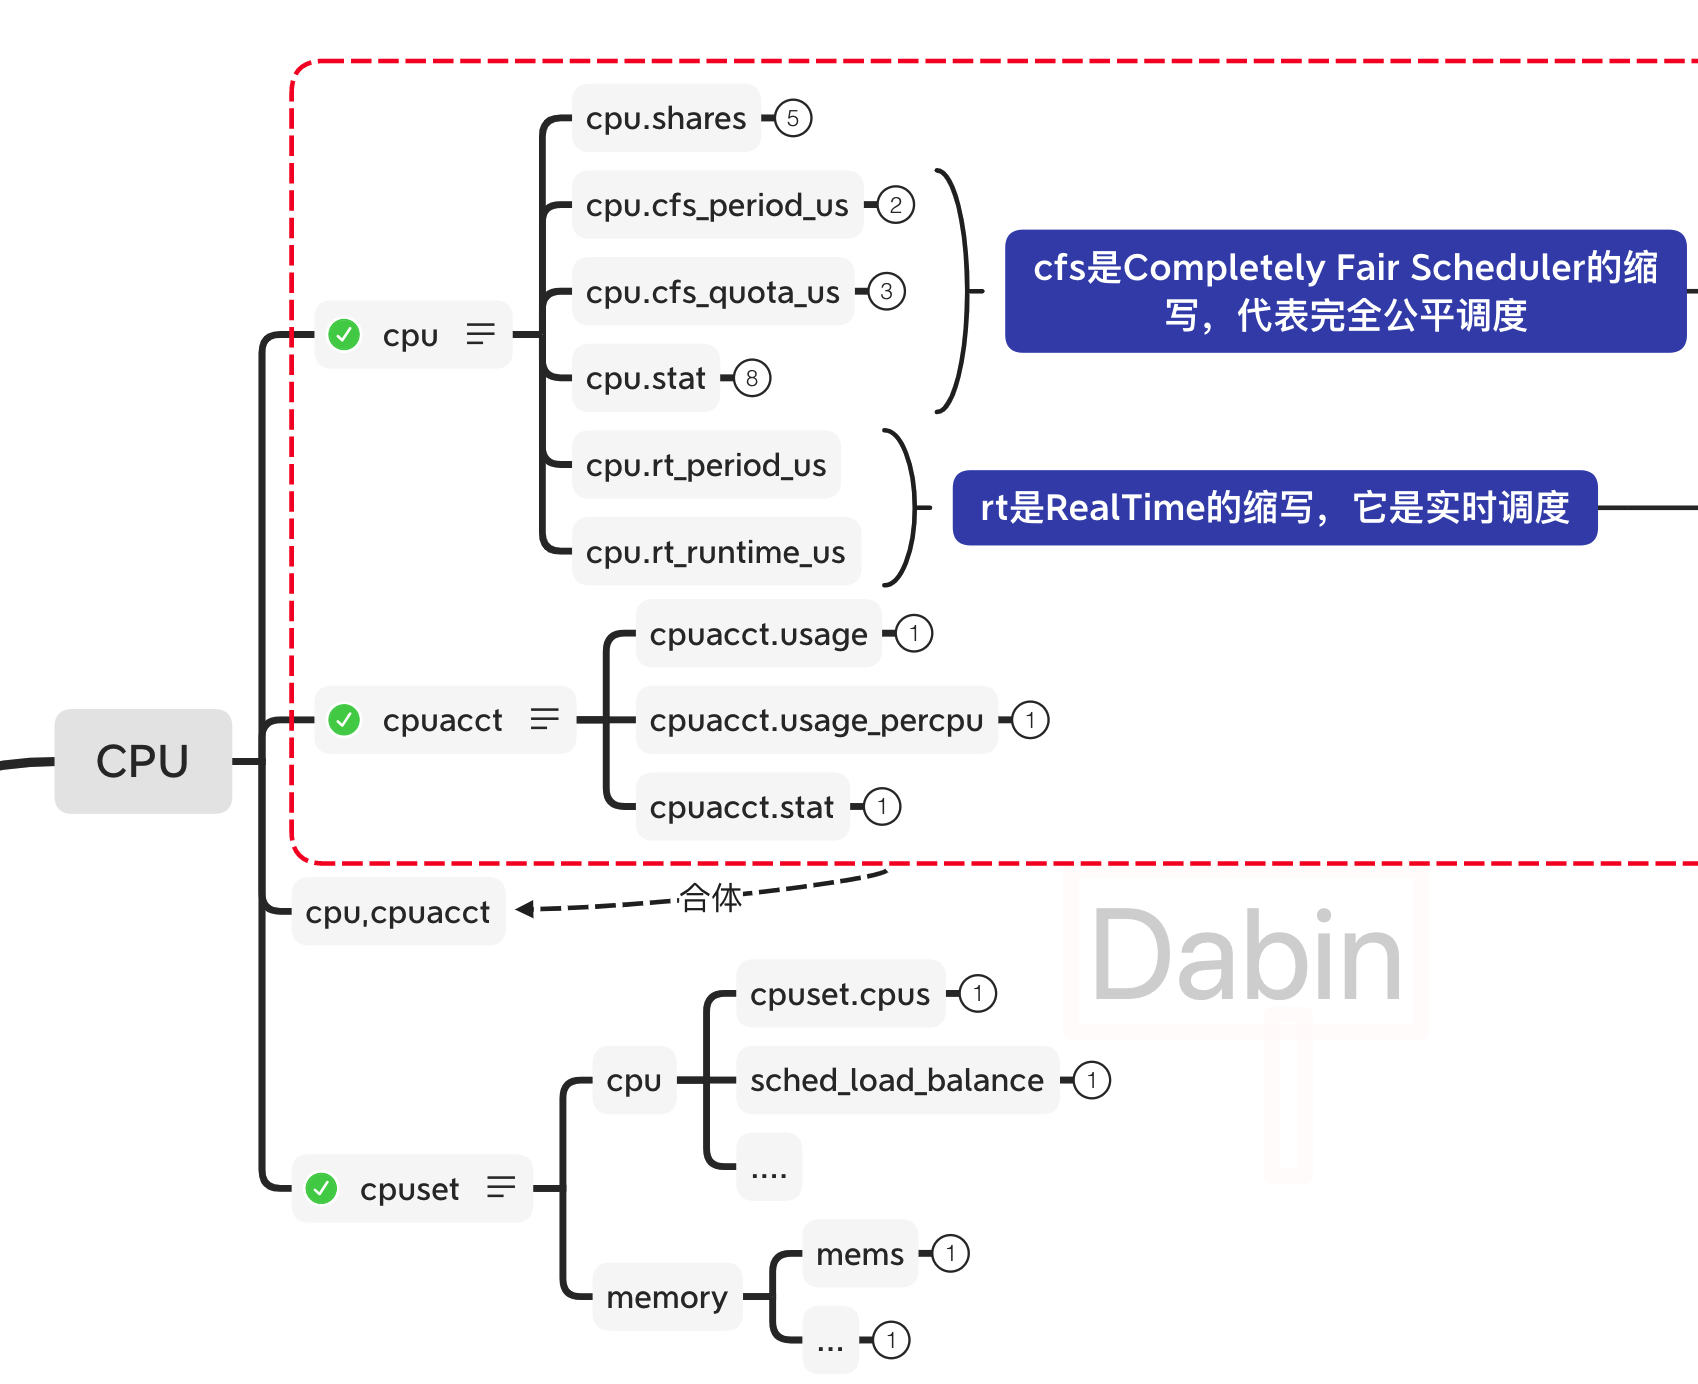 cpu.shares 5
cpu.cfs_period_us 2
cpu.cfs_quota_us 3
cfs是Completely Fair Scheduler的缩
写，代表完全公平调度
cpu
cpu.stat 8
cpu.rt_period_us
rt是RealTime的缩写，它是实时调度
cpu.rt_runtime_us
cpuacct.usage 1
cpuacct
cpuacct.usage_percpu 1
CPU
cpuacct.stat 1
cpu,cpuacct
合体
Dabin
cpuset.cpus 1
cpu
sched_load_balance 1
....
cpuset
mems 1
memory
... 1